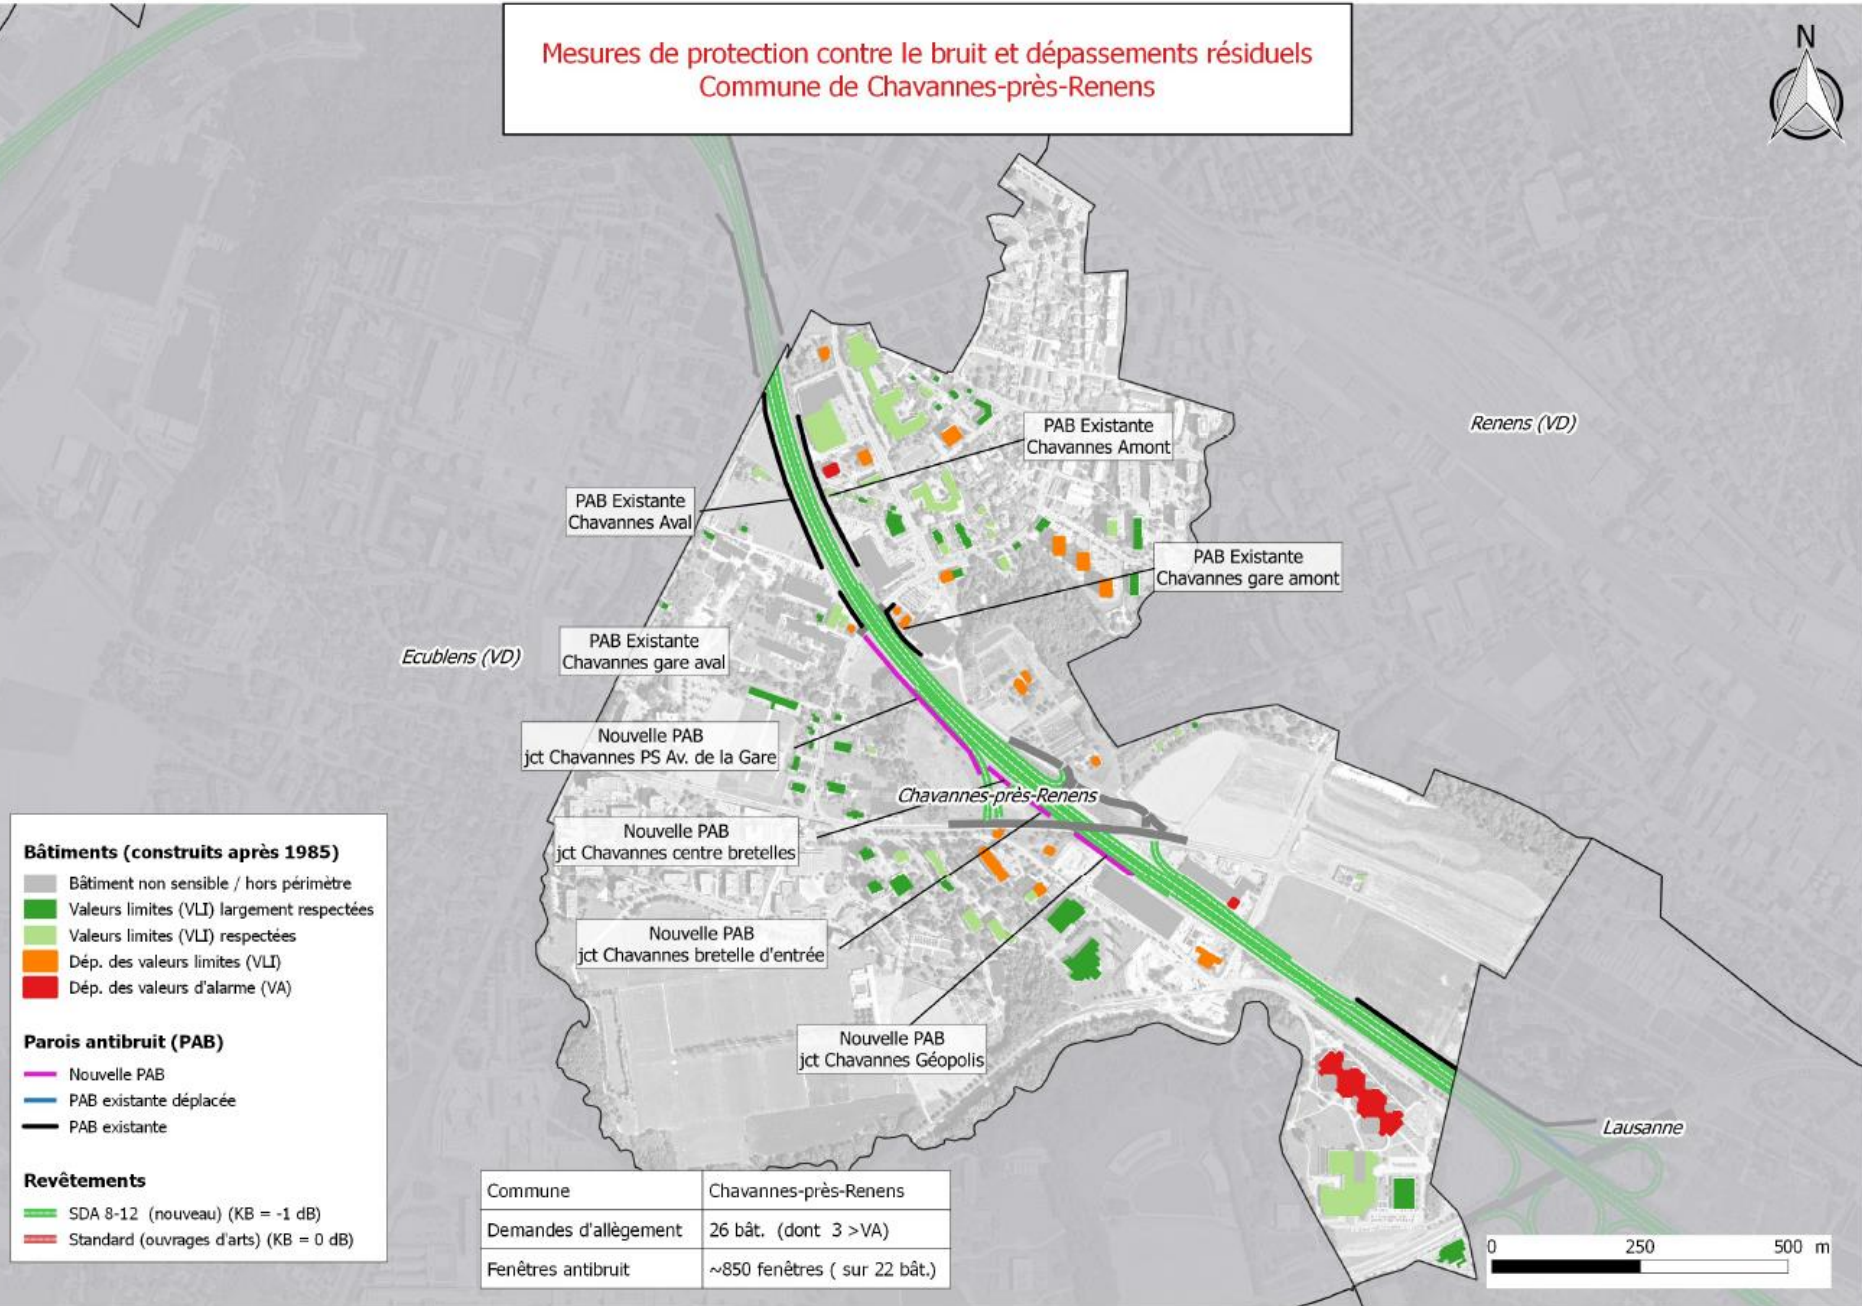 Mesures de protection contre le bruit et dépassements résiduels
Commune de Chavannes-près-Renens
N
PAB Existante
Chavannes Amont
Renens (VD)
PAB Existante
Chavannes Aval
PAB Existante
Chavannes gare amont
PAB Existante
Chavannes gare aval
Ecublens (VD)
Nouvelle PAB
jct Chavannes PS Av. de la Gare
Chavannes-près-Renens
Nouvelle PAB
jct Chavannes centre bretelles
Nouvelle PAB
jct Chavannes bretelle d'entrée
Nouvelle PAB
jct Chavannes Géopolis
Lausanne
Bâtiments (construits après 1985)
Bâtiment non sensible / hors périmètre
Valeurs limites (VLI) largement respectées
Valeurs limites (VLI) respectées
Dép. des valeurs limites (VLI)
Dép. des valeurs d'alarme (VA)
Parois antibruit (PAB)
Nouvelle PAB
PAB existante déplacée
PAB existante
Revêtements
SDA 8-12 (nouveau) (KB = -1 dB)
Standard (ouvrages d'arts) (KB = 0 dB)
Commune Chavannes-près-Renens
Demandes d'allègement 26 bât. (dont 3 >VA)
Fenêtres antibruit ~850 fenêtres ( sur 22 bât.)
0 250 500 m